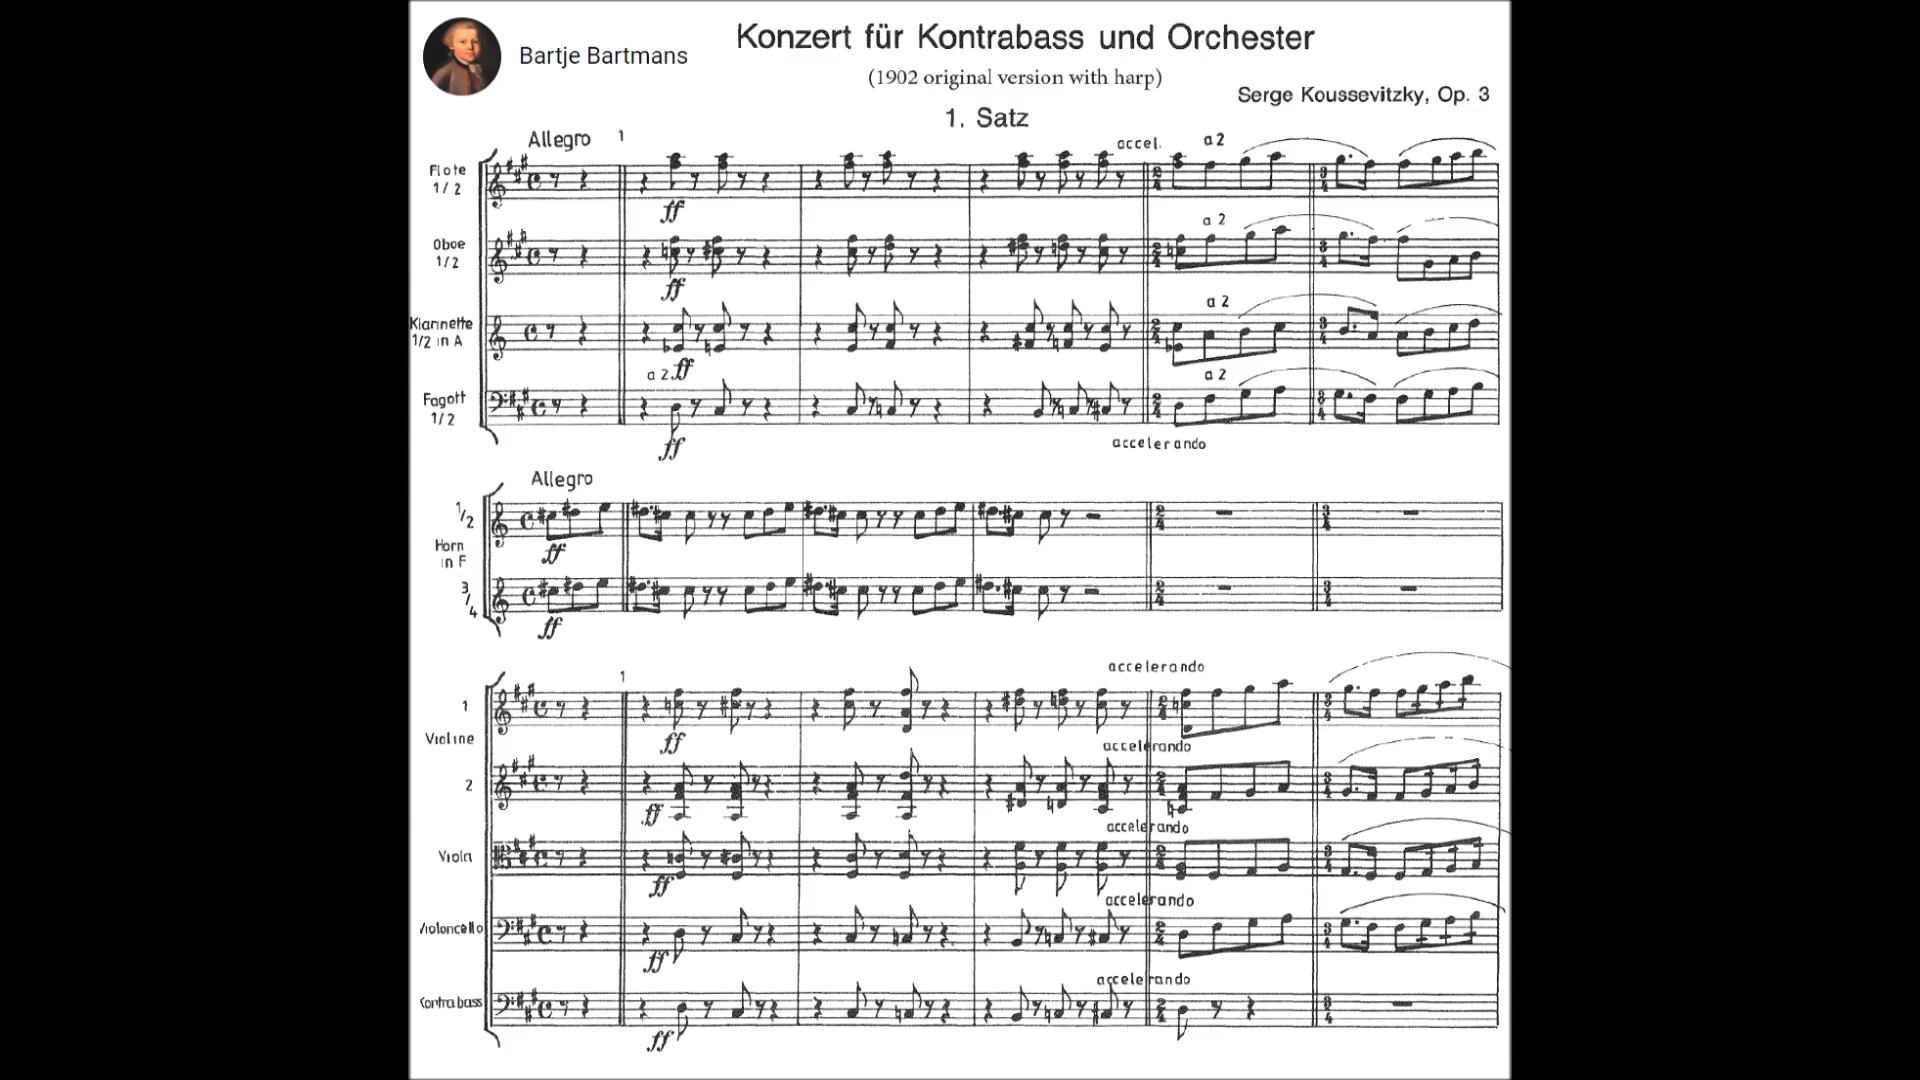 Bartje Bartmans
Konzert für Kontrabass und Orchester
(1902 original version with harp)
Serge Koussevitzky, Op. 3
1. Satz
Allegro 1 accel. a 2
Flöte
1/2
ff
a 2
Oboe
1/2
ff
a 2
Klarinette
1/2 in A
ff
a 2. a 2
Fagott
1/2
ff accelerando
Allegro
1/2
ff
Horn
in F
3/4
ff
1 accelerando
1
Violine
ff accelerando
2
ff accelerando
Viola
ff accelerando
Violoncello
ff accelerando
Contrabass
ff